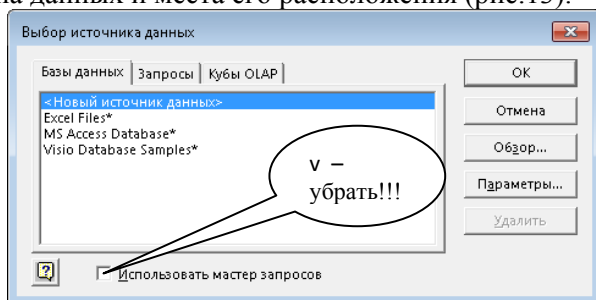 на данных и места его расположения (рис.13).
Выбор источника данных
Базы данных Запросы Кубы OLAP
<Новый источник данных>
Excel Files*
MS Access Database*
Visio Database Samples*
v –
убрать!!!
Использовать мастер запросов
OK
Отмена
Обзор...
Параметры...
Удалить